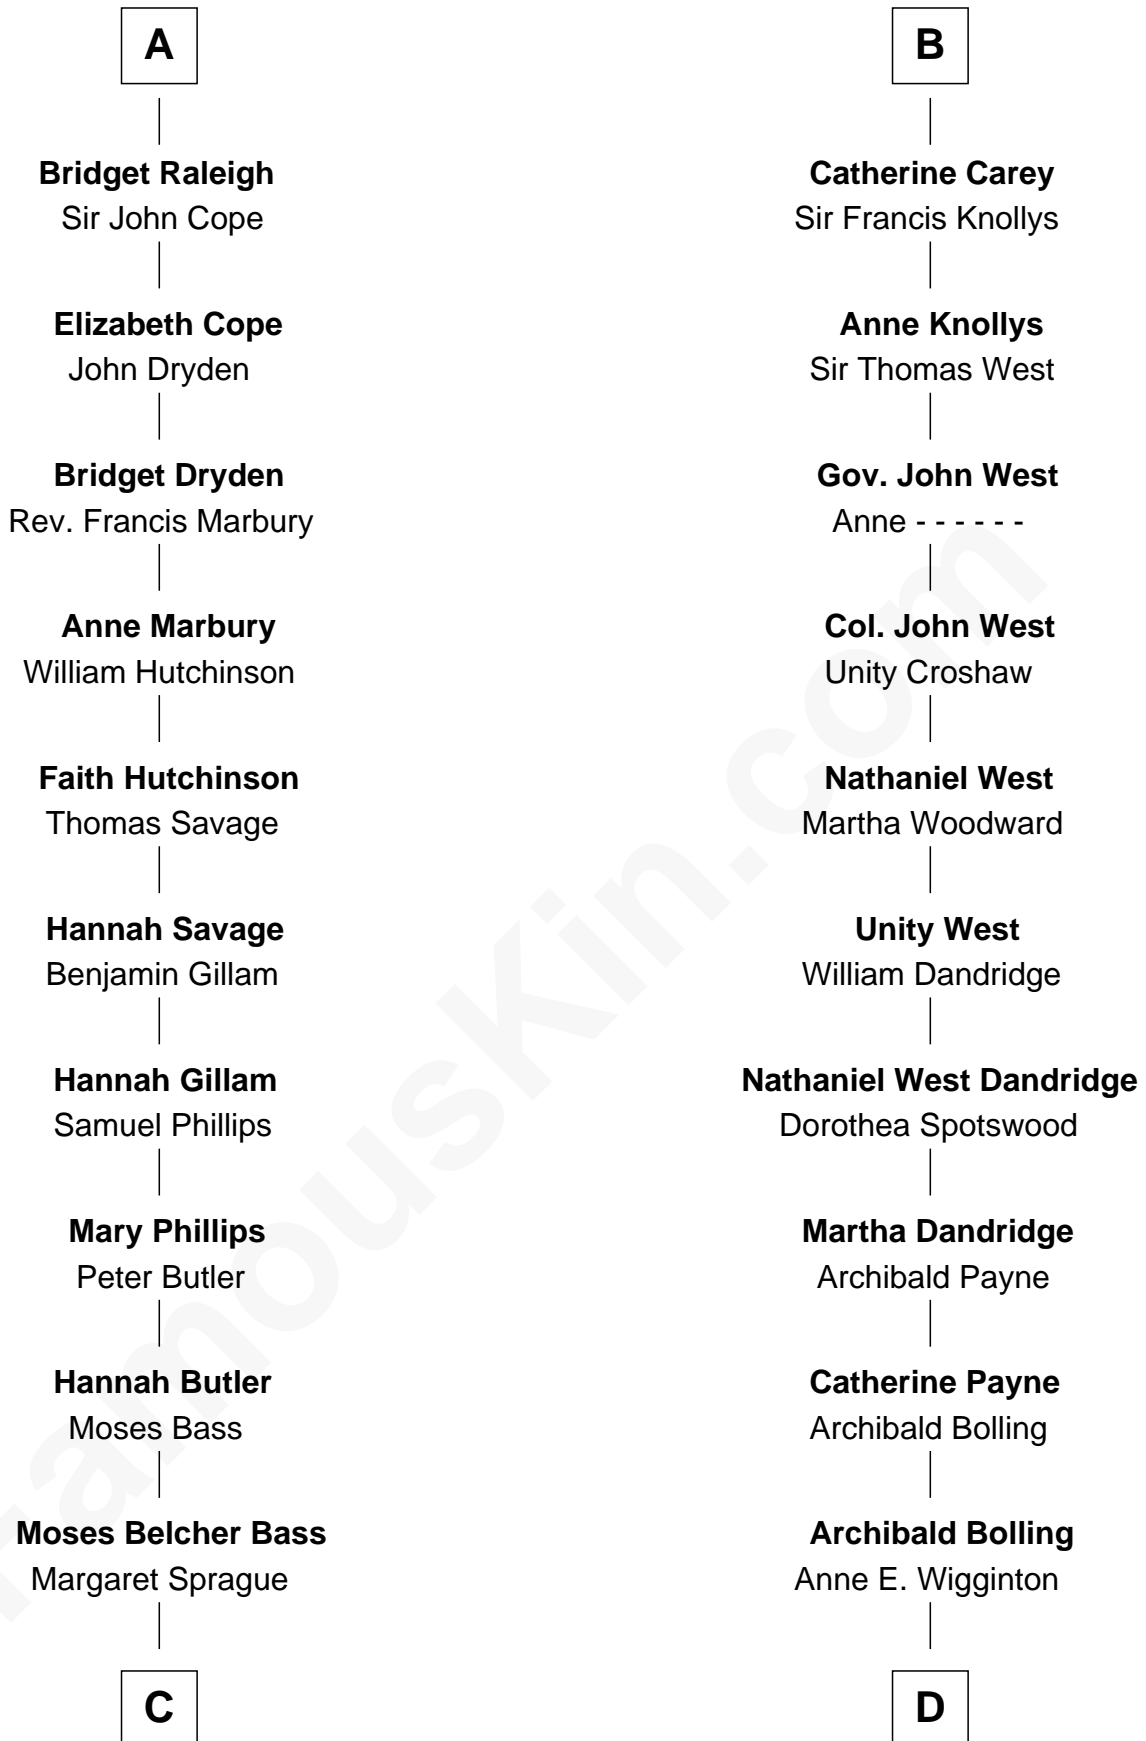 A
Bridget Raleigh
Sir John Cope
Elizabeth Cope
John Dryden
Bridget Dryden
Rev. Francis Marbury
Anne Marbury
William Hutchinson
Faith Hutchinson
Thomas Savage
Hannah Savage
Benjamin Gillam
Hannah Gillam
Samuel Phillips
Mary Phillips
Peter Butler
Hannah Butler
Moses Bass
Moses Belcher Bass
Margaret Sprague
C
B
Catherine Carey
Sir Francis Knollys
Anne Knollys
Sir Thomas West
Gov. John West
Anne - - - - - -
Col. John West
Unity Croshaw
Nathaniel West
Martha Woodward
Unity West
William Dandridge
Nathaniel West Dandridge
Dorothea Spotswood
Martha Dandridge
Archibald Payne
Catherine Payne
Archibald Bolling
Archibald Bolling
Anne E. Wigginton
D
FamousKin.com